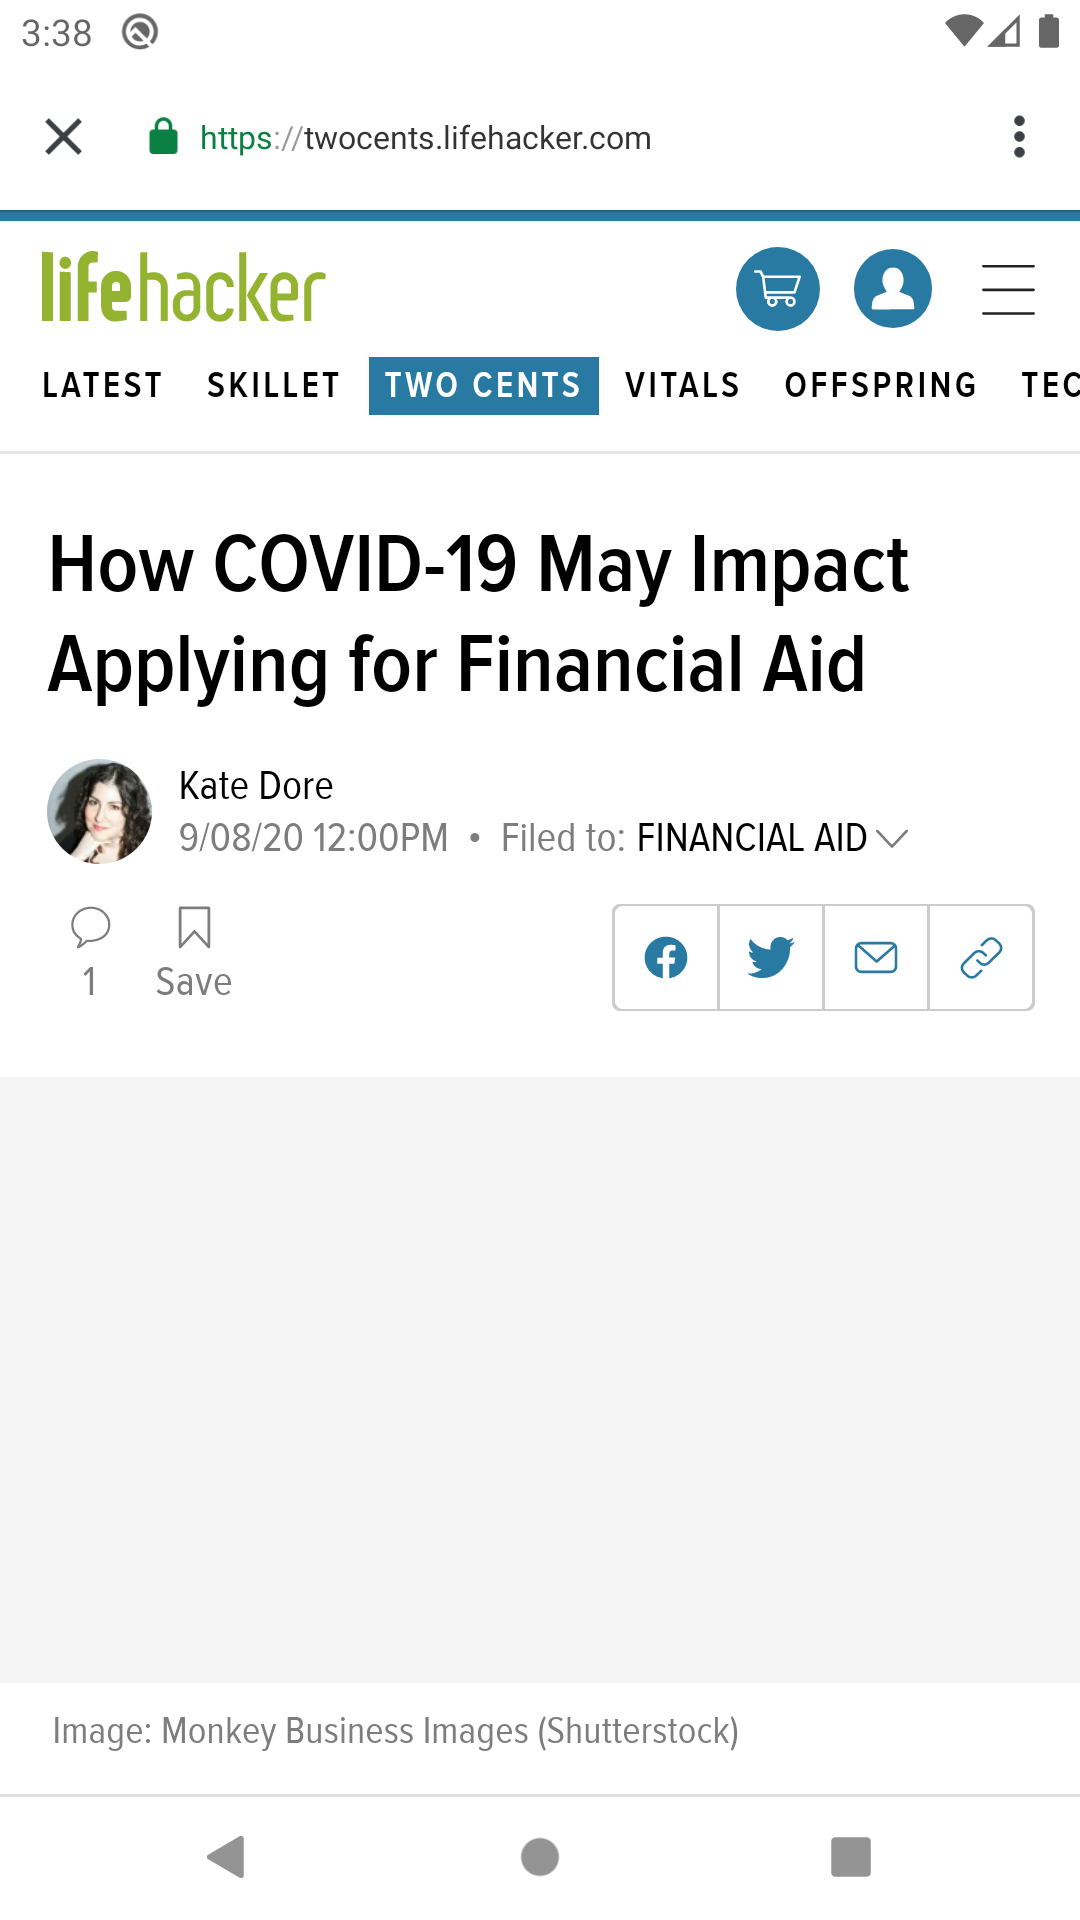 3:38
https://twocents.lifehacker.com
lifehacker
LATEST SKILLET TWO CENTS VITALS OFFSPRING TEC
How COVID-19 May Impact
Applying for Financial Aid
Kate Dore
9/08/20 12:00PM • Filed to: FINANCIAL AID
1 Save
Image: Monkey Business Images (Shutterstock)